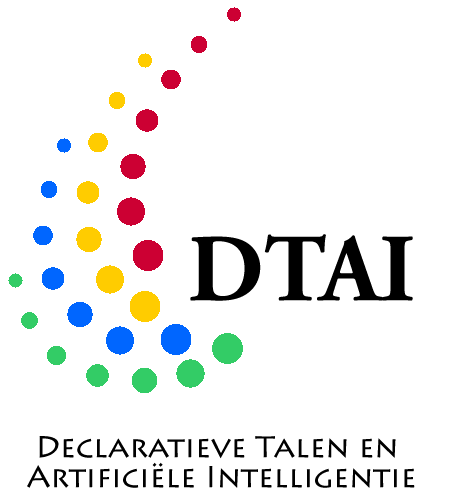 DTAI
Declaratieve Talen en
Artificiële Intelligentie